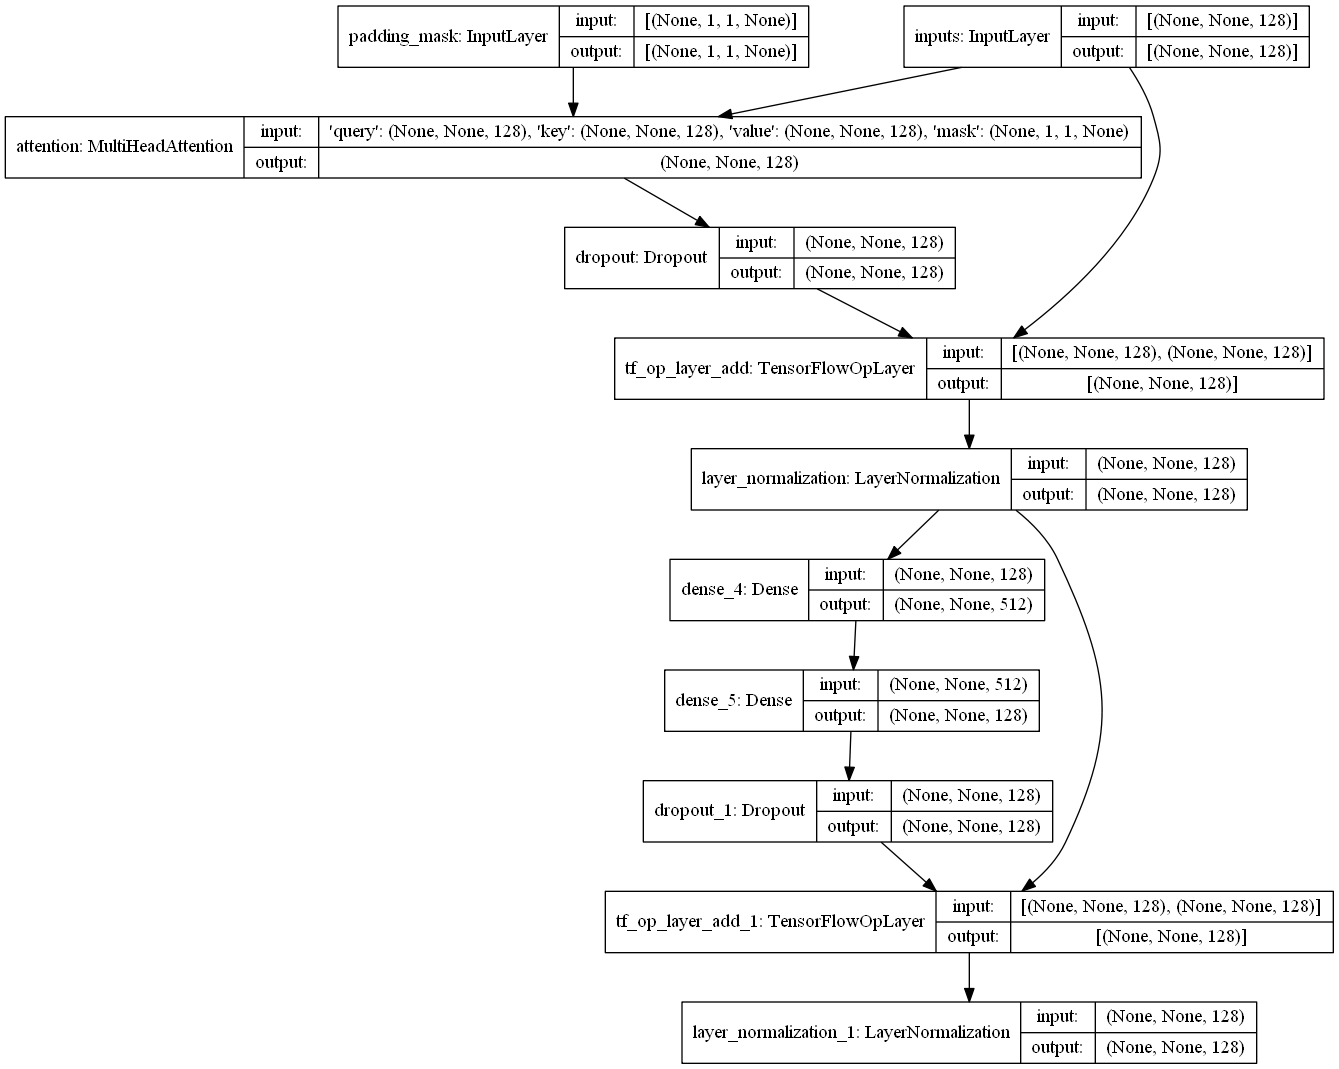 padding_mask: InputLayer
input:
[(None, 1, 1, None)]
output:
[(None, 1, 1, None)]
inputs: InputLayer
input:
[(None, None, 128)]
output:
[(None, None, 128)]
attention: MultiHeadAttention
input:
'query': (None, None, 128), 'key': (None, None, 128), 'value': (None, None, 128), 'mask': (None, 1, 1, None)
output:
(None, None, 128)
dropout: Dropout
input:
(None, None, 128)
output:
(None, None, 128)
tf_op_layer_add: TensorFlowOpLayer
input:
[(None, None, 128), (None, None, 128)]
output:
[(None, None, 128)]
layer_normalization: LayerNormalization
input:
(None, None, 128)
output:
(None, None, 128)
dense_4: Dense
input:
(None, None, 128)
output:
(None, None, 512)
dense_5: Dense
input:
(None, None, 512)
output:
(None, None, 128)
dropout_1: Dropout
input:
(None, None, 128)
output:
(None, None, 128)
tf_op_layer_add_1: TensorFlowOpLayer
input:
[(None, None, 128), (None, None, 128)]
output:
[(None, None, 128)]
layer_normalization_1: LayerNormalization
input:
(None, None, 128)
output:
(None, None, 128)